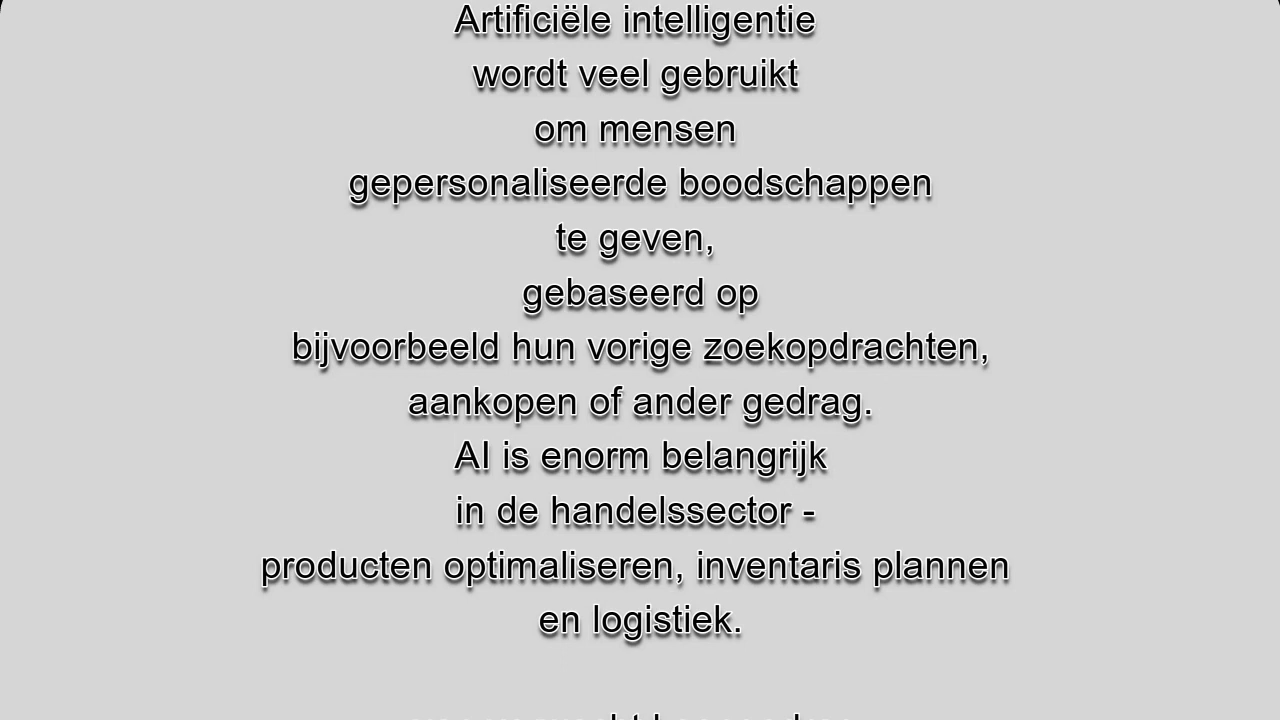 Artificiële intelligentie
wordt veel gebruikt
om mensen
gepersonaliseerde boodschappen
te geven,
gebaseerd op
bijvoorbeeld hun vorige zoekopdrachten,
aankopen of ander gedrag.
AI is enorm belangrijk
in de handelssector -
producten optimaliseren, inventaris plannen
en logistiek.